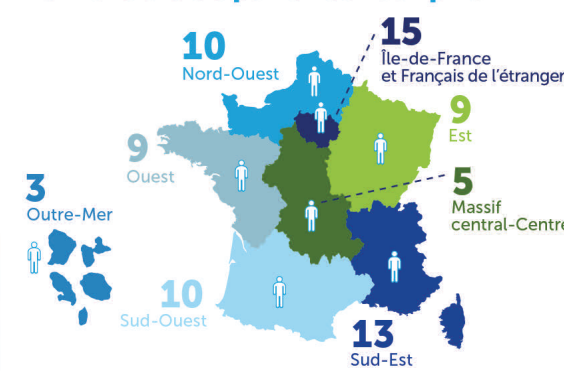 15
Île-de-France
et Français de l'étranger
10
Nord-Ouest
9
Est
9
Ouest
5
Massif
central-Centre
3
Outre-Mer
10
Sud-Ouest
13
Sud-Est